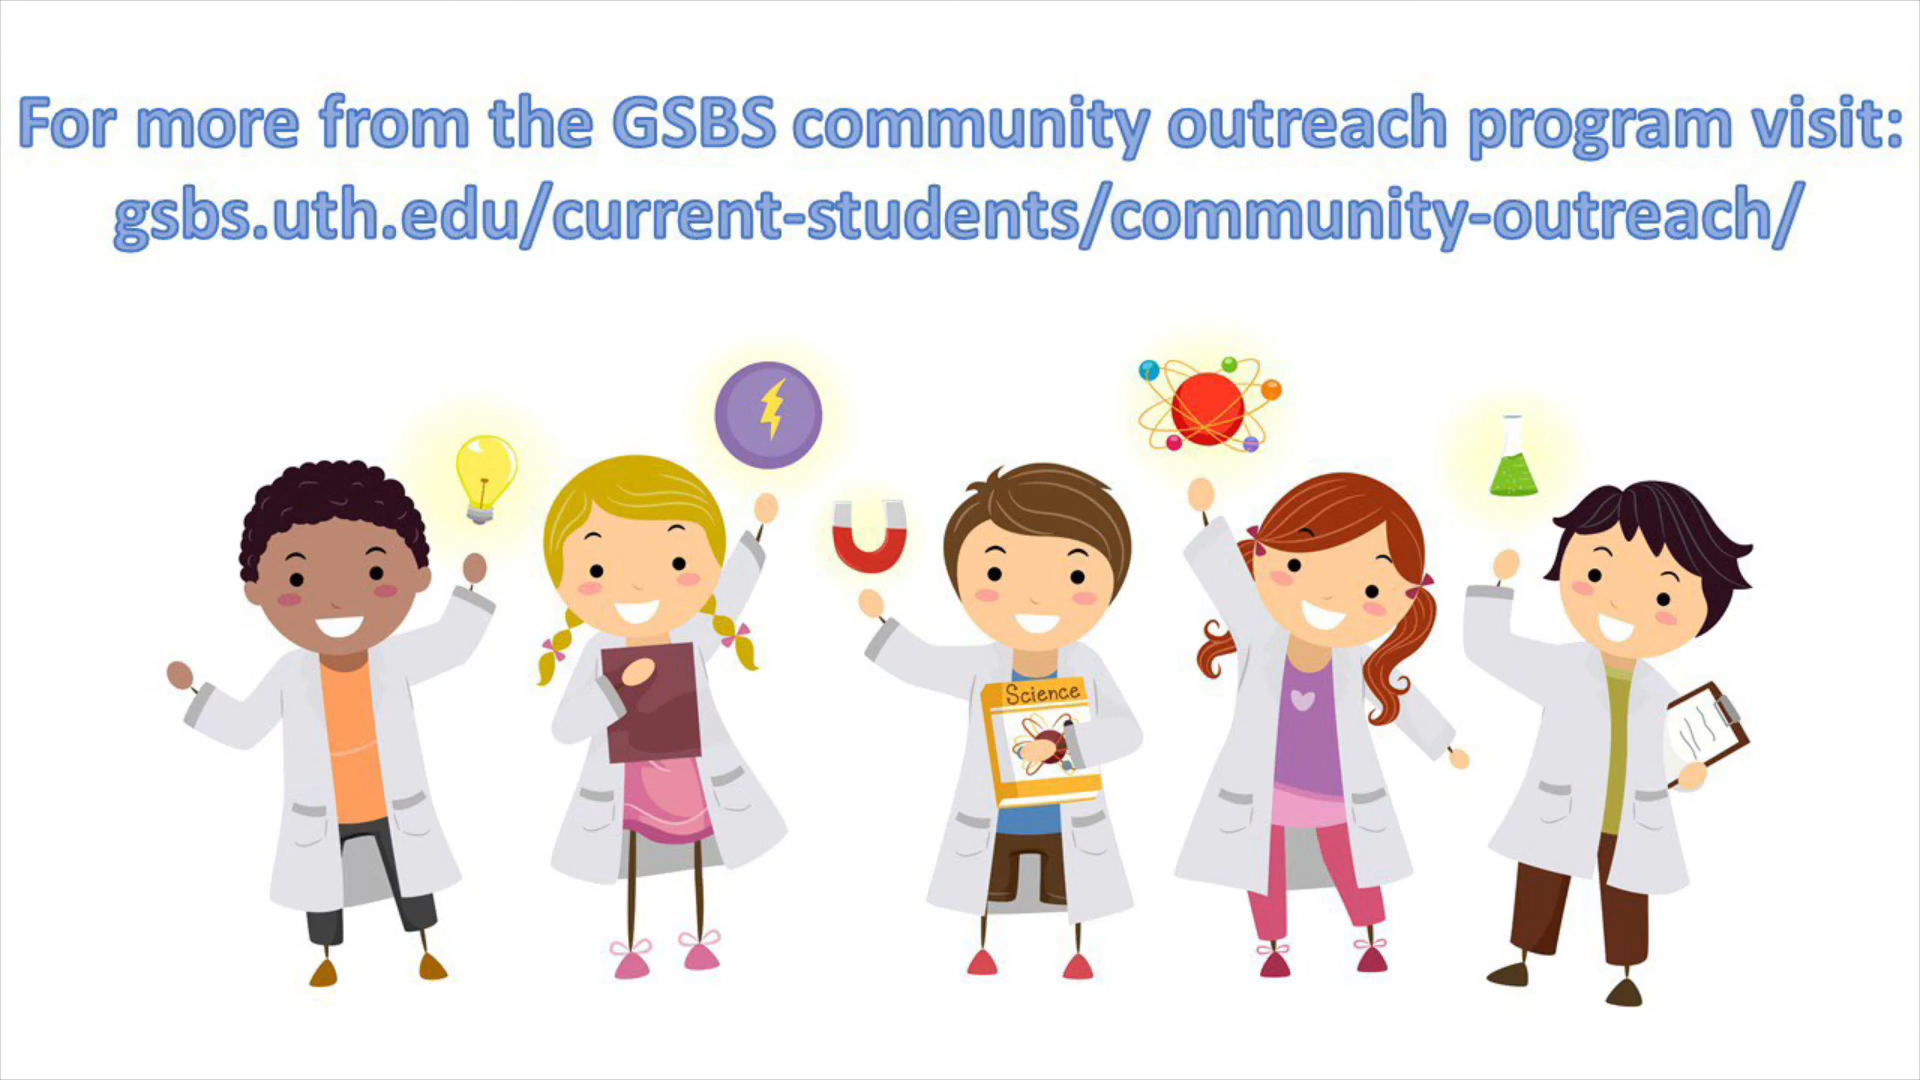 For more from the GSBS community outreach program visit:
gsbs.uth.edu/current-students/community-outreach/
Science